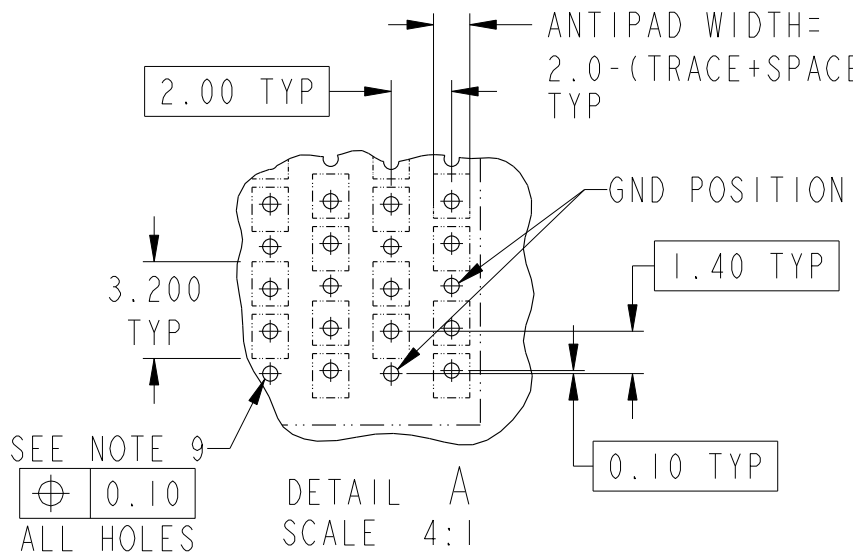 ANTIPAD WIDTH=
2.0-(TRACE+SPACE
TYP
2.00 TYP
GND POSITION
1.40 TYP
3.200
TYP
SEE NOTE 9
0.10
ALL HOLES
0.10 TYP
DETAIL A
SCALE 4:1